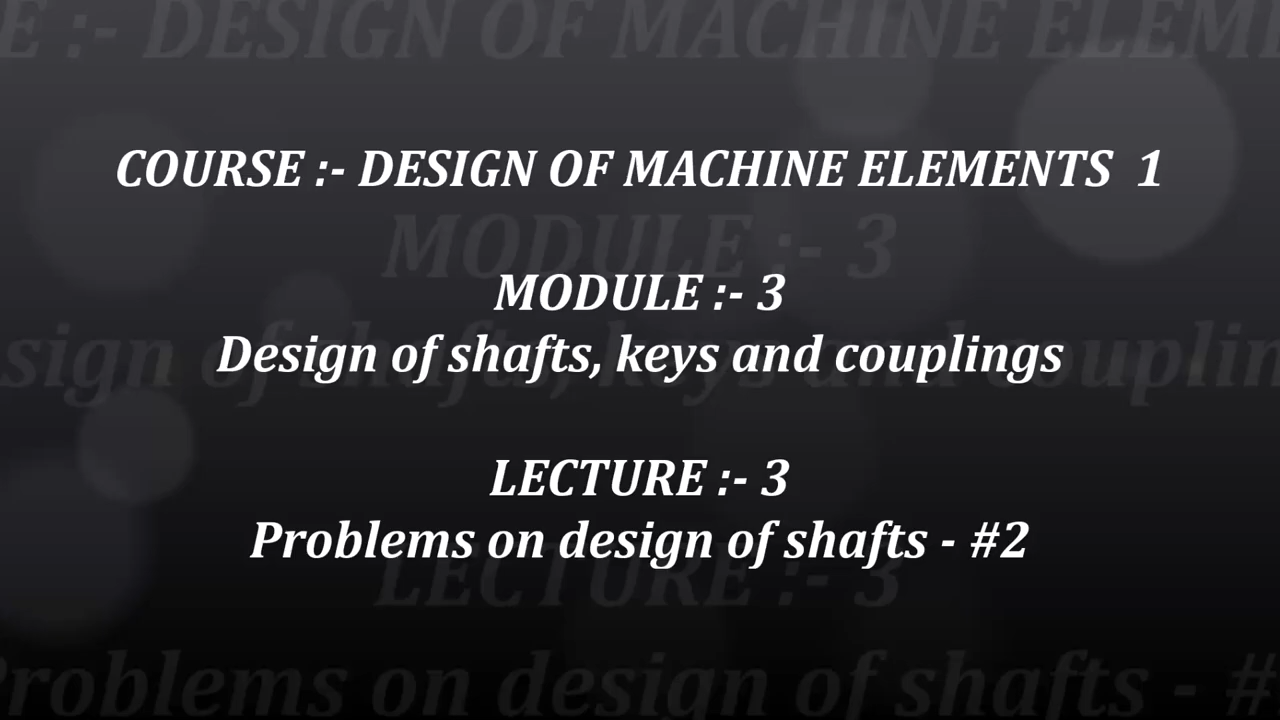 COURSE :- DESIGN OF MACHINE ELEMENTS 1
MODULE :- 3
Design of shafts, keys and couplings
LECTURE :- 3
Problems on design of shafts - #2